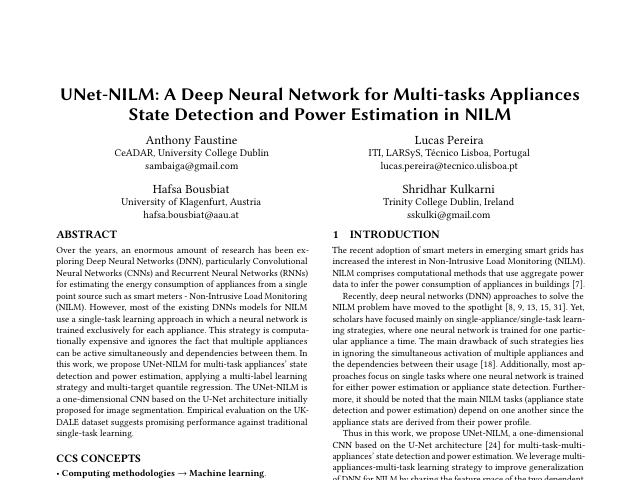 UNet-NILM: A Deep Neural Network for Multi-tasks Appliances
State Detection and Power Estimation in NILM
Anthony Faustine
CeADAR, University College Dublin
sambaiga@gmail.com
Lucas Pereira
ITI, LARSyS, Técnico Lisboa, Portugal
lucas.pereira@tecnico.ulisboa.pt
Hafsa Bousbiat
University of Klagenfurt, Austria
hafsa.bousbiat@aau.at
Shridhar Kulkarni
Trinity College Dublin, Ireland
sskulki@gmail.com
ABSTRACT
Over the years, an enormous amount of research has been ex-
ploring Deep Neural Networks (DNN), particularly Convolutional
Neural Networks (CNNs) and Recurrent Neural Networks (RNNs)
for estimating the energy consumption of appliances from a single
point source such as smart meters - Non-Intrusive Load Monitoring
(NILM). However, most of the existing DNNs models for NILM
use a single-task learning approach in which a neural network is
trained exclusively for each appliance. This strategy is computa-
tionally expensive and ignores the fact that multiple appliances
can be active simultaneously and dependencies between them. In
this work, we propose UNet-NILM for multi-task appliances' state
detection and power estimation, applying a multi-label learning
strategy and multi-target quantile regression. The UNet-NILM is
a one-dimensional CNN based on the U-Net architecture initially
proposed for image segmentation. Empirical evaluation on the UK-
DALE dataset suggests promising performance against traditional
single-task learning.
CCS CONCEPTS
• Computing methodologies → Machine learning.
1 INTRODUCTION
The recent adoption of smart meters in emerging smart grids has
increased the interest in Non-Intrusive Load Monitoring (NILM).
NILM comprises computational methods that use aggregate power
data to infer the power consumption of appliances in buildings [7].
Recently, deep neural networks (DNN) approaches to solve the
NILM problem have moved to the spotlight [8, 9, 13, 15, 31]. Yet,
scholars have focused mainly on single-appliance/single-task learn-
ing strategies, where one neural network is trained for one partic-
ular appliance a time. The main drawback of such strategies lies
in ignoring the simultaneous activation of multiple appliances and
the dependencies between their usage [18]. Additionally, most ap-
proaches focus on single tasks where one neural network is trained
for either power estimation or appliance state detection. Further-
more, it should be noted that the main NILM tasks (appliance state
detection and power estimation) depend on one another since the
appliance stats are derived from their power profile.
Thus in this work, we propose UNet-NILM, a one-dimensional
CNN based on the U-Net architecture [24] for multi-task-multi-
appliances' state detection and power estimation. We leverage multi-
appliances-multi-task learning strategy to improve generalization
of DNN for NILM by sharing the feature space of the two dependent